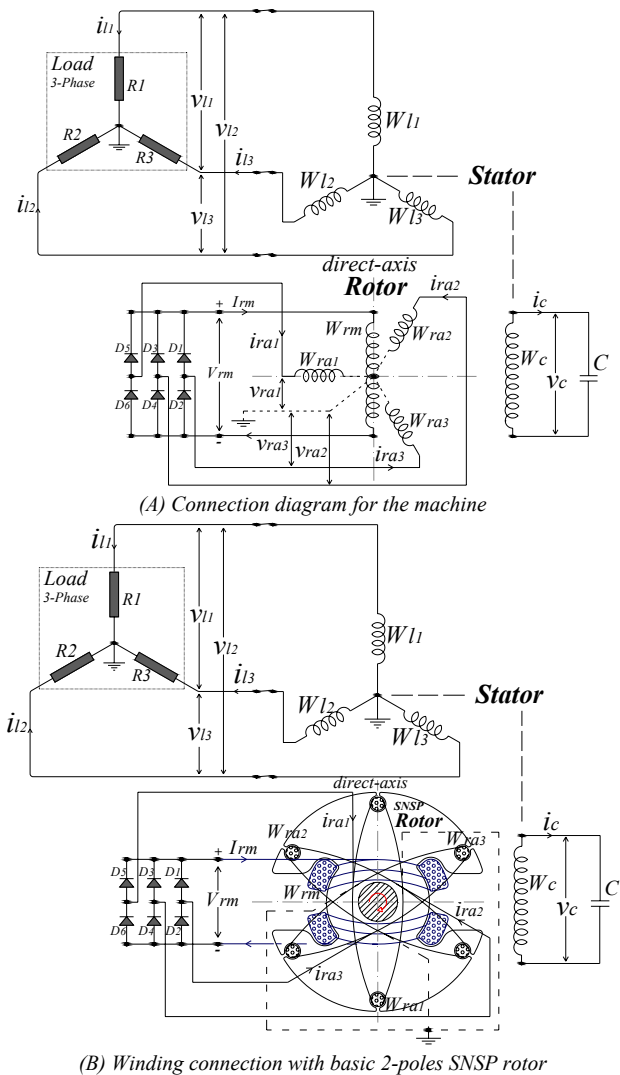 il1
Load
3-Phase
R1
R2
R3
il2
il3
vl1
vl2
vl3
Wl1
Wl2
Wl3
Stator
direct-axis
Rotor
ira2
+ Irm
D5 D3 D1
D6 D4 D2
Vrm
-
ira1
Wrm
Wra1
Wra2
Wra3
vra1
vra3
vra2
ira3
ic
Wc
vc
C
(A) Connection diagram for the machine
il1
Load
3-Phase
R1
R2
R3
il2
il3
vl1
vl2
vl3
Wl1
Wl2
Wl3
Stator
direct-axis
SNSP
Rotor
ira1
Wra2
Wra3
+ Irm
D5 D3 D1
D6 D4 D2
Vrm
-
Wrm
ira2
ira3
Wra1
ic
Wc
vc
C
(B) Winding connection with basic 2-poles SNSP rotor